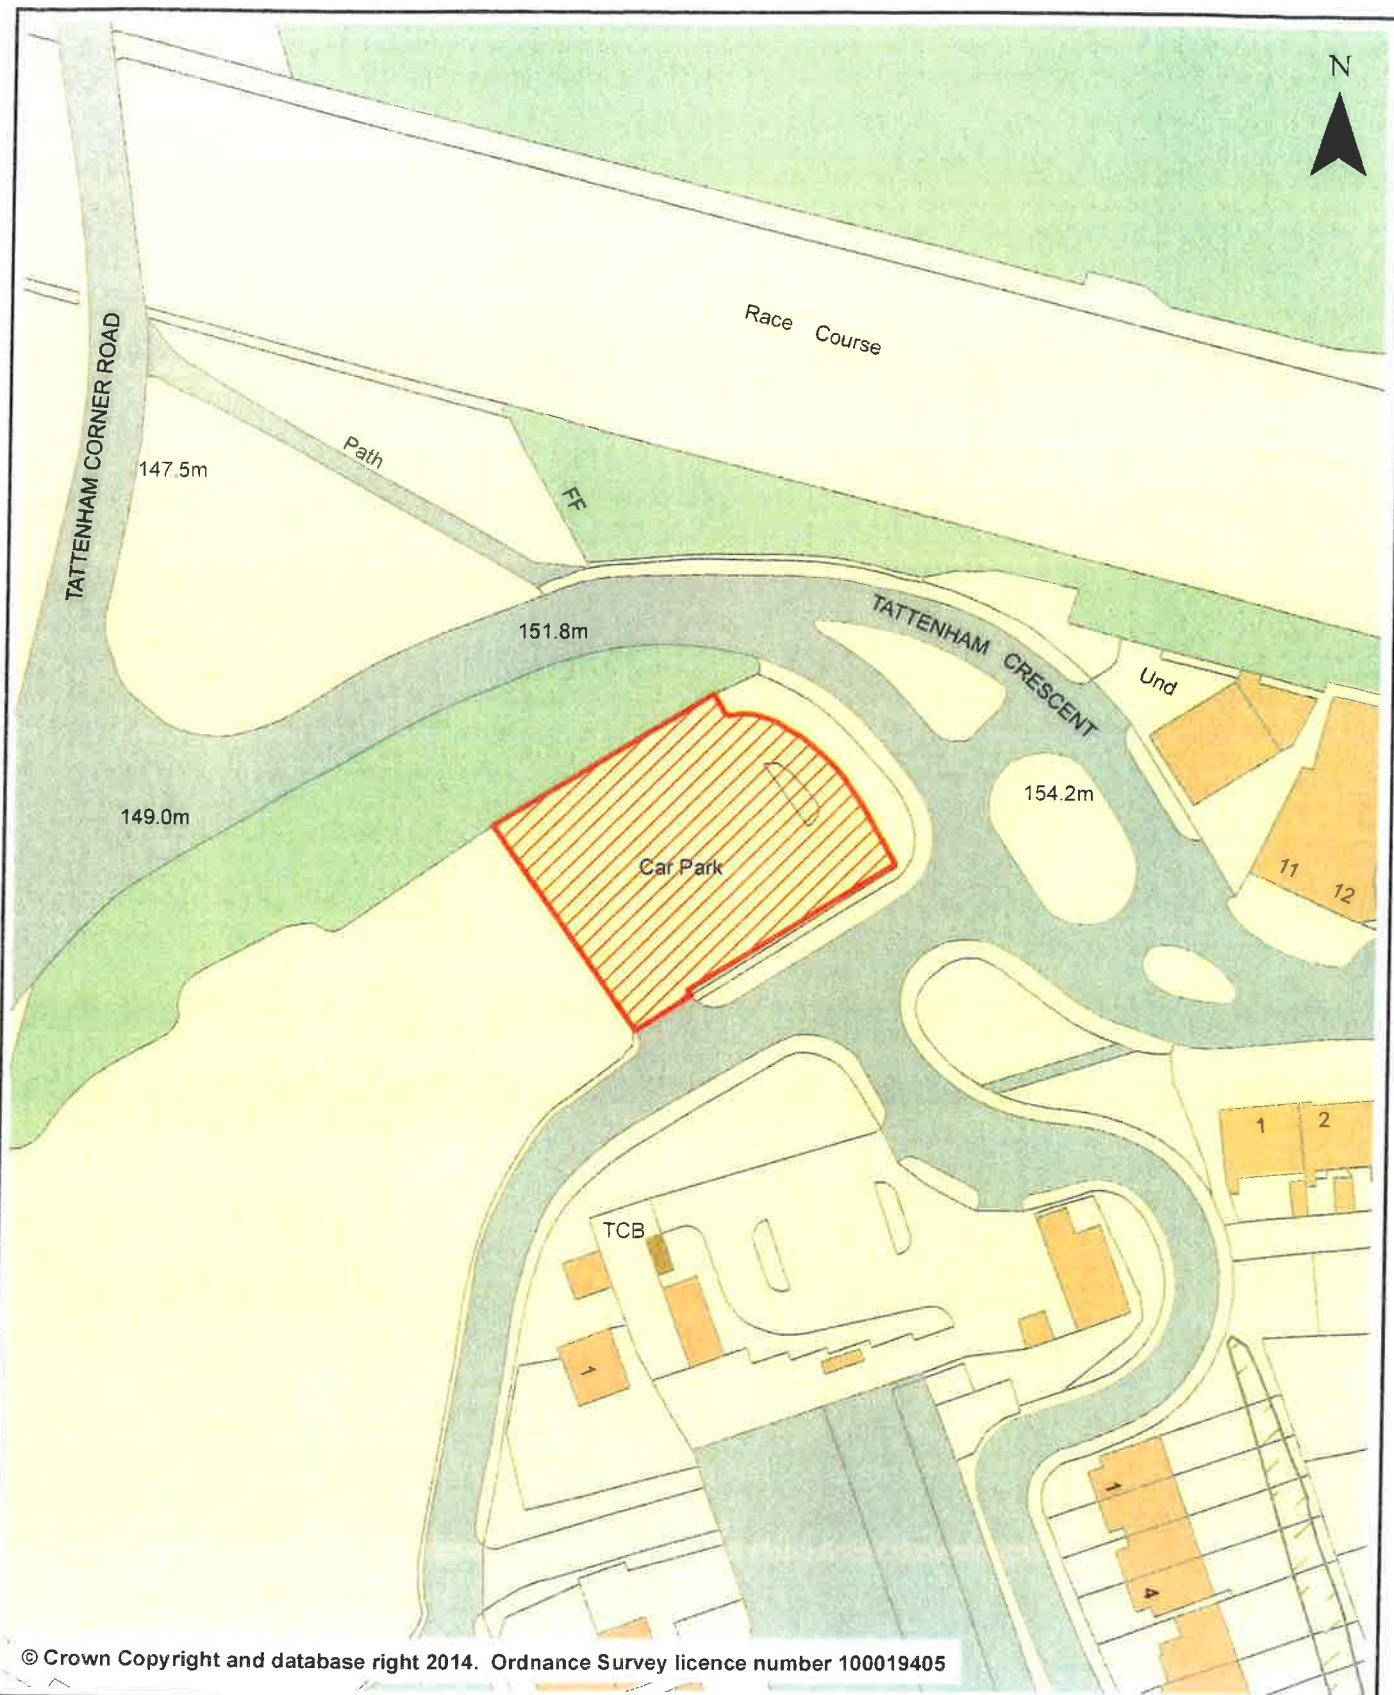 N
Race Course
TATTENHAM CORNER ROAD
Path
147.5m
FF
TATTENHAM CRESCENT
151.8m
Und
154.2m
149.0m
Car Park
11
12
1
2
TCB
1
1
4
© Crown Copyright and database right 2014. Ordnance Survey licence number 100019405